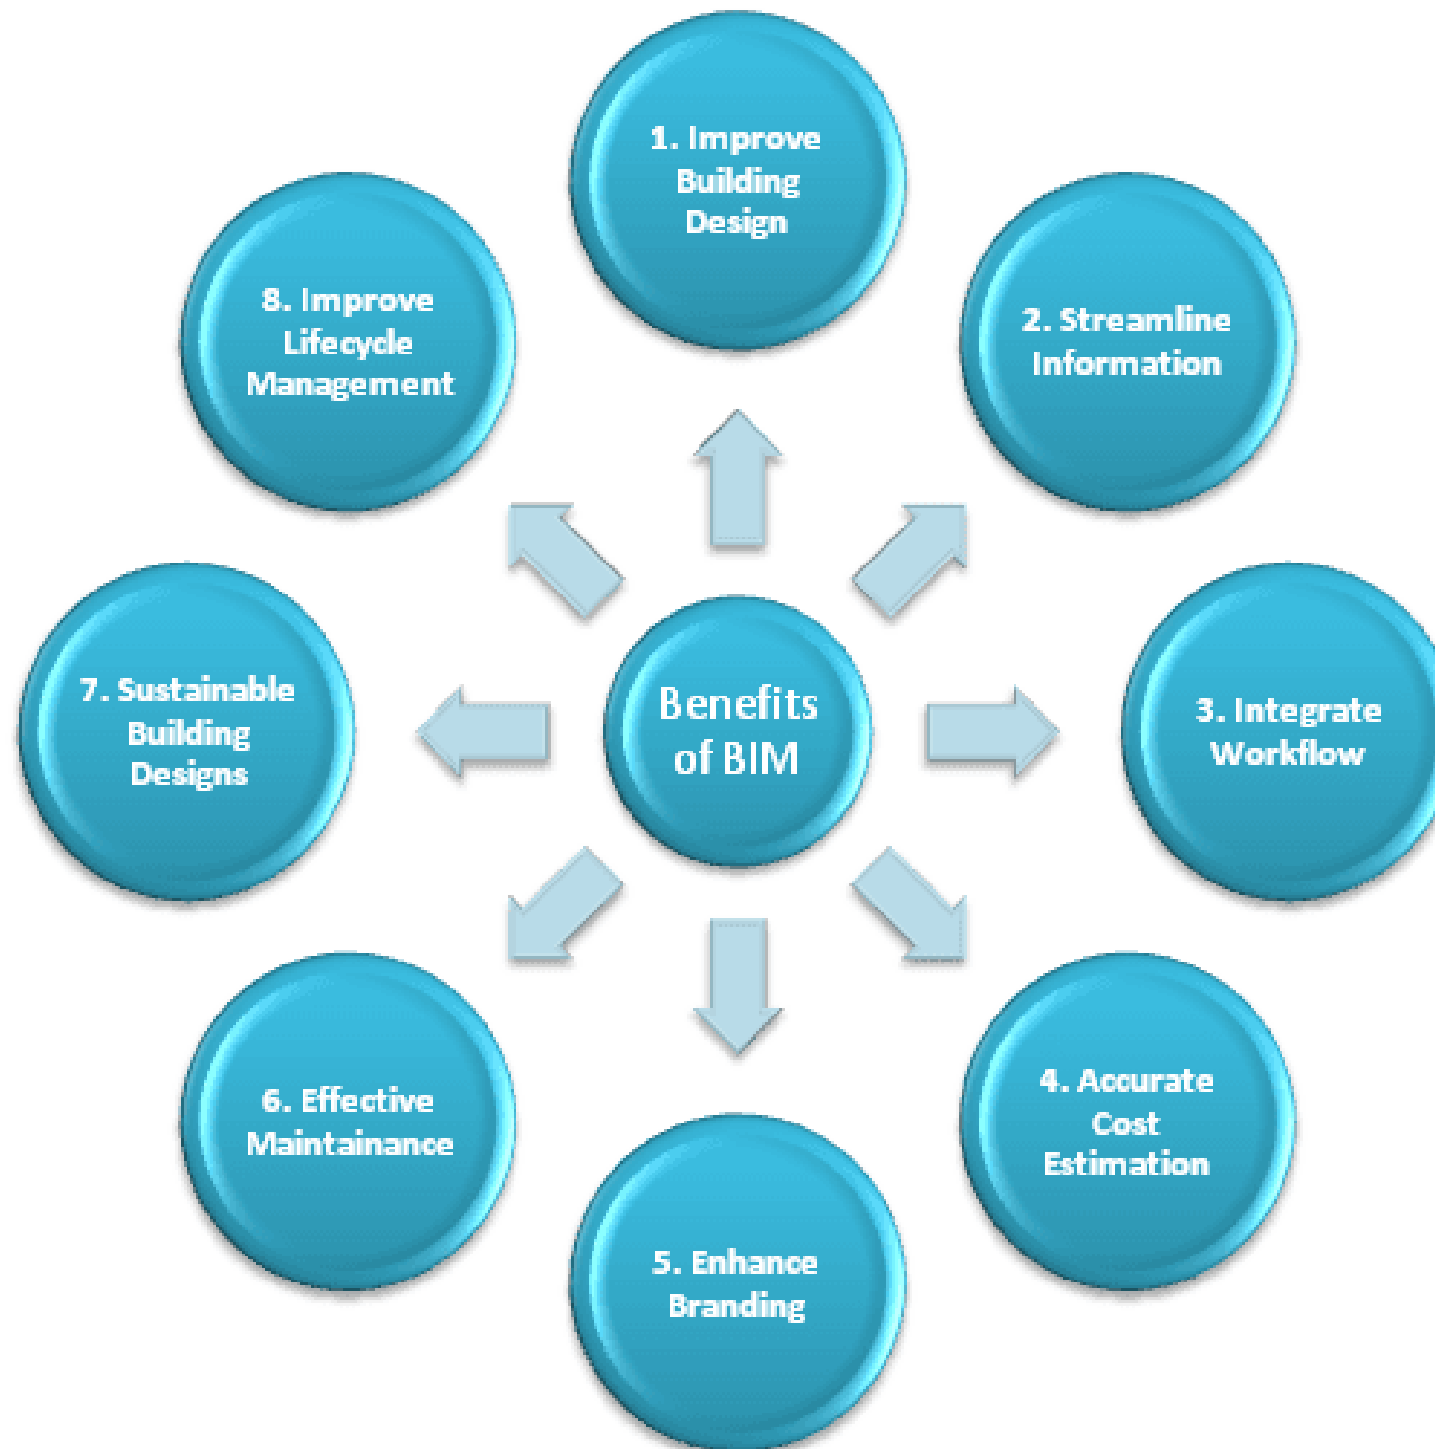 1. Improve
Building
Design
2. Streamline
Information
3. Integrate
Workflow
4. Accurate
Cost
Estimation
5. Enhance
Branding
6. Effective
Maintainance
7. Sustainable
Building
Designs
8. Improve
Lifecycle
Management
Benefits
of BIM